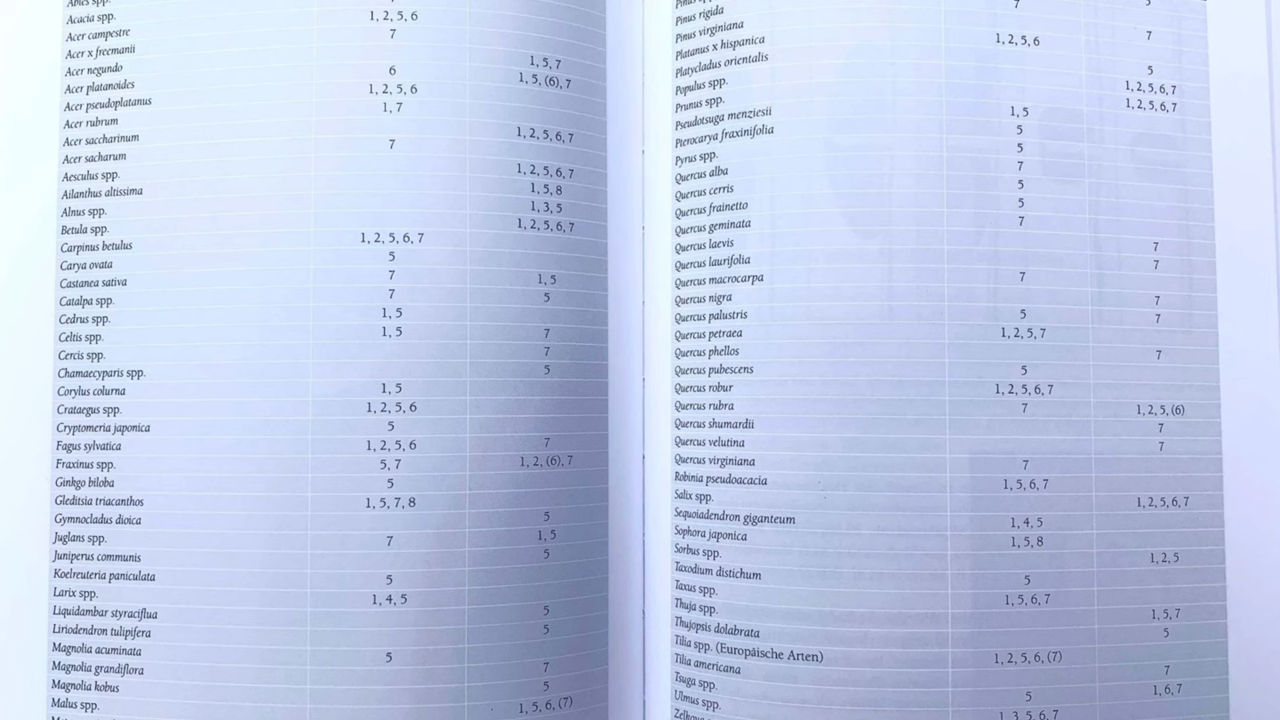 Abies spp.
Acacia spp.
Acer campestre 1, 2, 5, 6
Acer x freemanii 7
Acer negundo 1, 5, 7
Acer platanoides 6 1, 5, (6), 7
Acer pseudoplatanus 1, 2, 5, 6
Acer rubrum 1, 7
Acer saccharinum 1, 2, 5, 6, 7
Acer sacharum 7
Aesculus spp. 1, 2, 5, 6, 7
Ailanthus altissima 1, 5, 8
Alnus spp. 1, 3, 5
Betula spp. 1, 2, 5, 6, 7
Carpinus betulus 1, 2, 5, 6, 7
Carya ovata 5
Castanea sativa 7 1, 5
Catalpa spp. 7 5
Cedrus spp. 1, 5
Celtis spp. 1, 5 7
Cercis spp. 7
Chamaecyparis spp. 5
Corylus colurna 1, 5
Crataegus spp. 1, 2, 5, 6
Cryptomeria japonica 5
Fagus sylvatica 1, 2, 5, 6 7
Fraxinus spp. 5, 7 1, 2, (6), 7
Ginkgo biloba 5
Gleditsia triacanthos 1, 5, 7, 8
Gymnocladus dioica 5
Juglans spp. 7 1, 5
Juniperus communis 5
Koelreuteria paniculata 5
Larix spp. 1, 4, 5
Liquidambar styraciflua 5
Liriodendron tulipifera 5
Magnolia acuminata 5
Magnolia grandiflora 7
Magnolia kobus 5
Malus spp. 1, 5, 6, (7)
Pinus spp. 5
Pinus rigida 7
Pinus virginiana 7
Platanus x hispanica 1, 2, 5, 6
Platycladus orientalis 5
Populus spp. 1, 2, 5, 6, 7
Prunus spp. 1, 2, 5, 6, 7
Pseudotsuga menziesii 1, 5
Pterocarya fraxinifolia 5
Pyrus spp. 5
Quercus alba 7
Quercus cerris 5
Quercus frainetto 5
Quercus geminata 7
Quercus laevis 7
Quercus laurifolia 7
Quercus macrocarpa 7
Quercus nigra 7
Quercus palustris 5 7
Quercus petraea 1, 2, 5, 7
Quercus phellos 7
Quercus pubescens 5
Quercus robur 1, 2, 5, 6, 7
Quercus rubra 7 1, 2, 5, (6)
Quercus shumardii 7
Quercus velutina 7
Quercus virginiana 7
Robinia pseudoacacia 1, 5, 6, 7
Salix spp. 1, 2, 5, 6, 7
Sequoiadendron giganteum 1, 4, 5
Sophora japonica 1, 5, 8
Sorbus spp. 1, 2, 5
Taxodium distichum 5
Taxus spp. 1, 5, 6, 7
Thuja spp. 1, 5, 7
Thujopsis dolabrata 5
Tilia spp. (Europäische Arten) 1, 2, 5, 6, (7)
Tilia americana 7
Tsuga spp. 5 1, 6, 7
Ulmus spp. 1, 3, 5, 6, 7